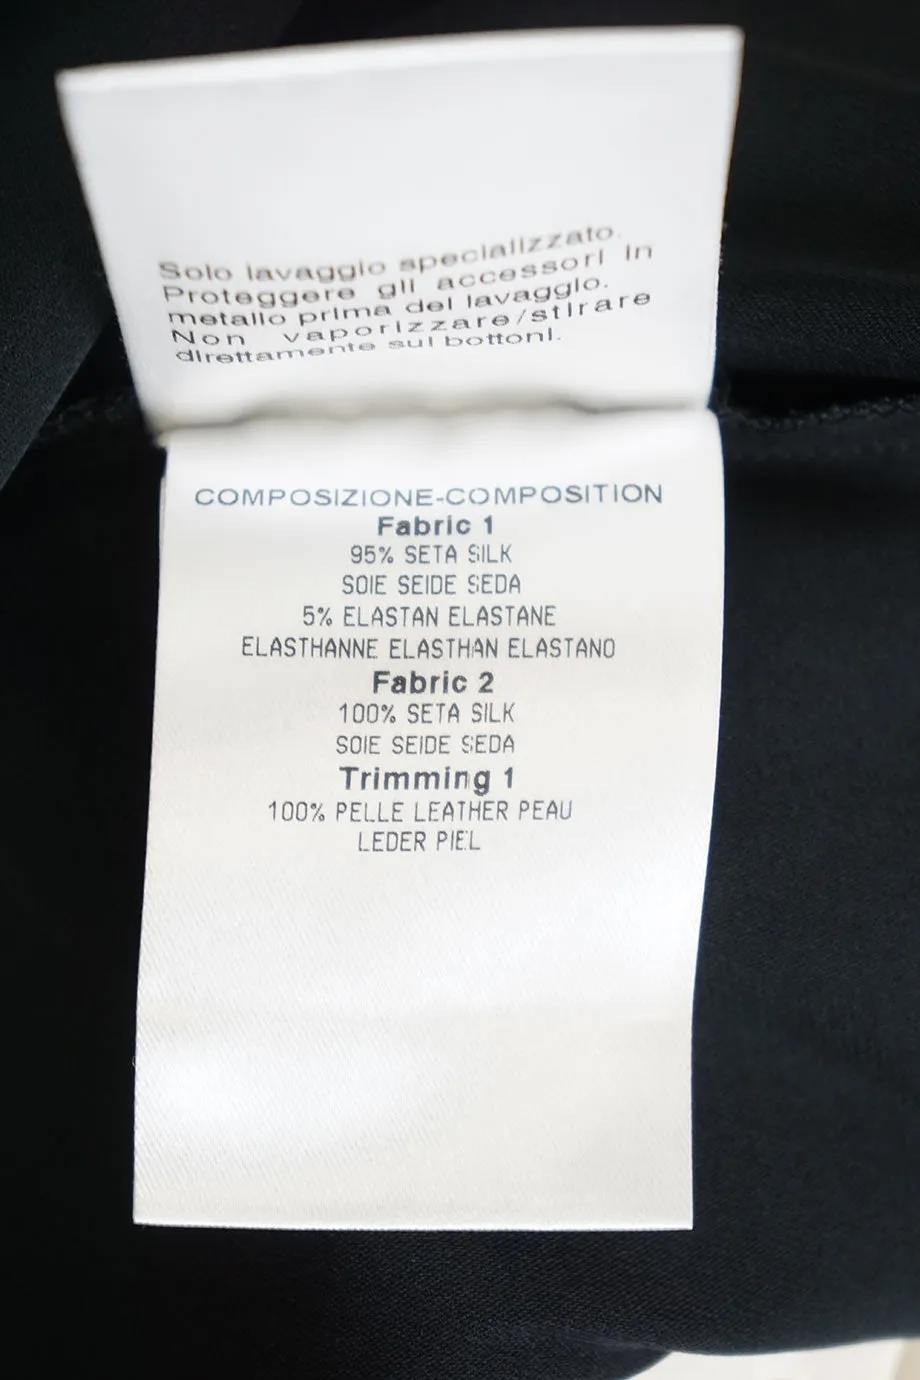 Solo lavaggio specializzato.
Proteggere gli accessori in
metallo prima del lavaggio.
Non vaporizzare/stirare
direttamente sui bottoni.
COMPOSIZIONE-COMPOSITION
Fabric 1
95% SETA SILK
SOIE SEIDE SEDA
5% ELASTAN ELASTANE
ELASTHANNE ELASTHAN ELASTANO
Fabric 2
100% SETA SILK
SOIE SEIDE SEDA
Trimming 1
100% PELLE LEATHER PEAU
LEDER PIEL